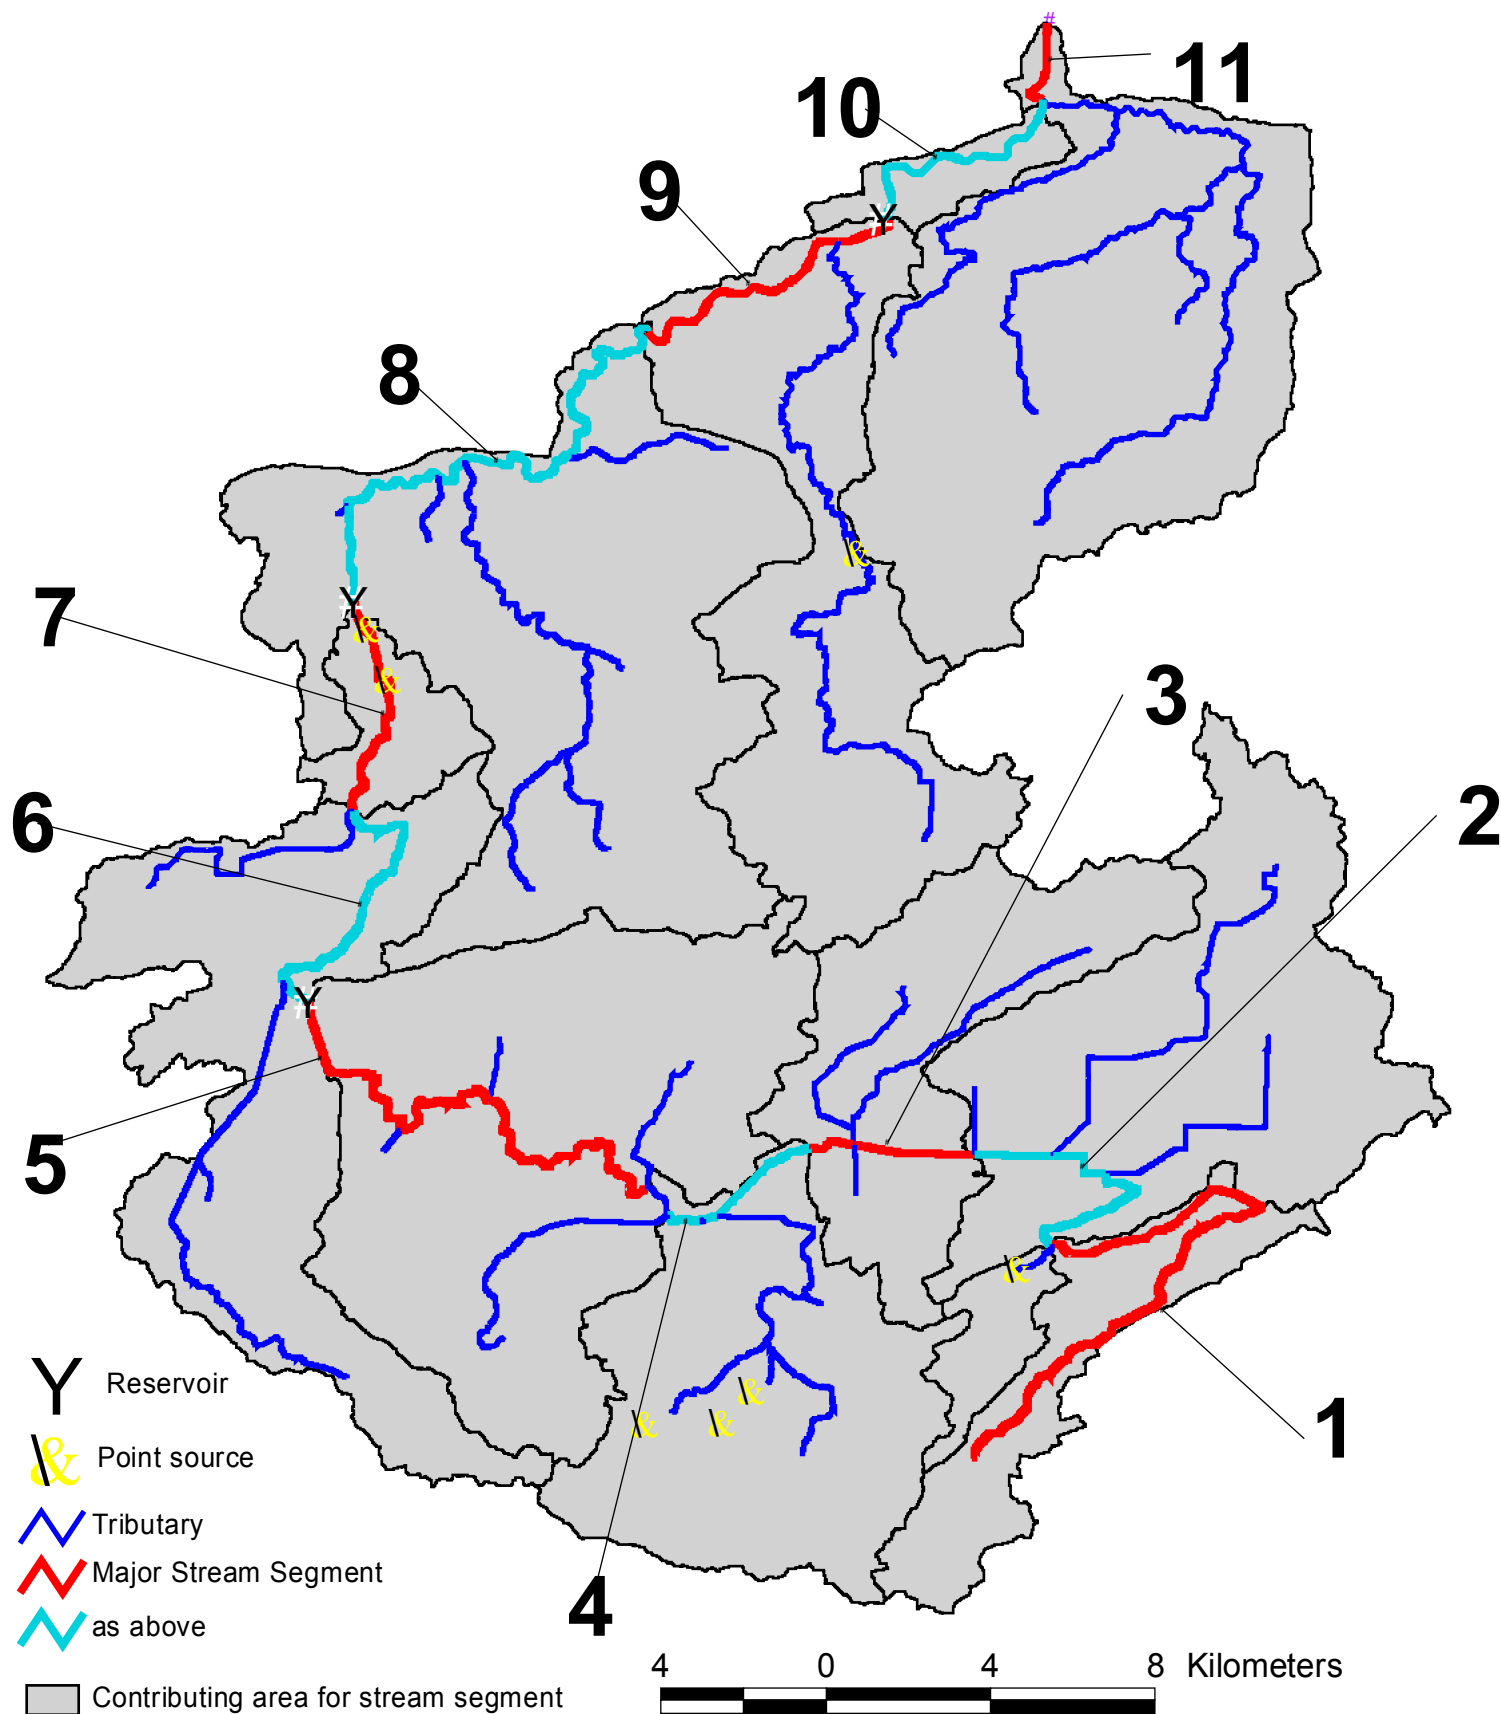 #
11
10
9
8
7
3
2
6
5
1
4
Y Reservoir
& Point source
Tributary
Major Stream Segment
as above
Contributing area for stream segment
4 0 4 8 Kilometers